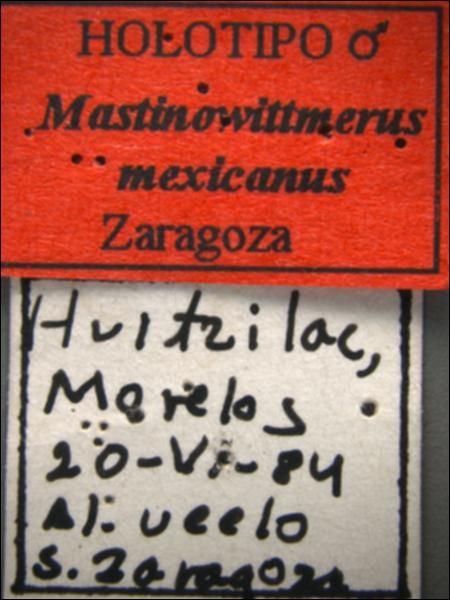 HOLOTIPO ♂
Mastinowittmerus
mexicanus
Zaragoza
Huitzilac,
Morelos
20-VI-84
Al vuelo
S. Zaragoza